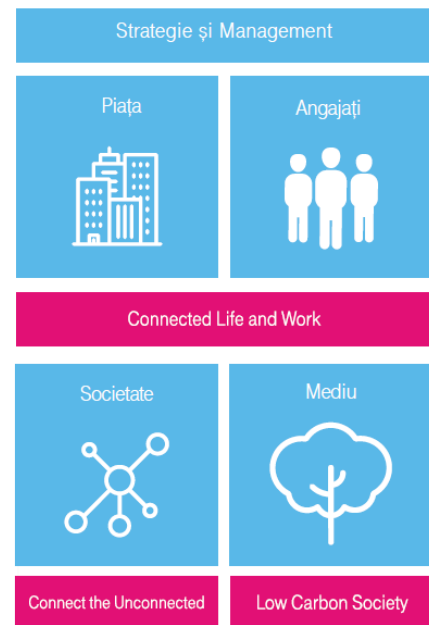 Strategie și Management
Piața
Angajați
Connected Life and Work
Societate
Mediu
Connect the Unconnected
Low Carbon Society